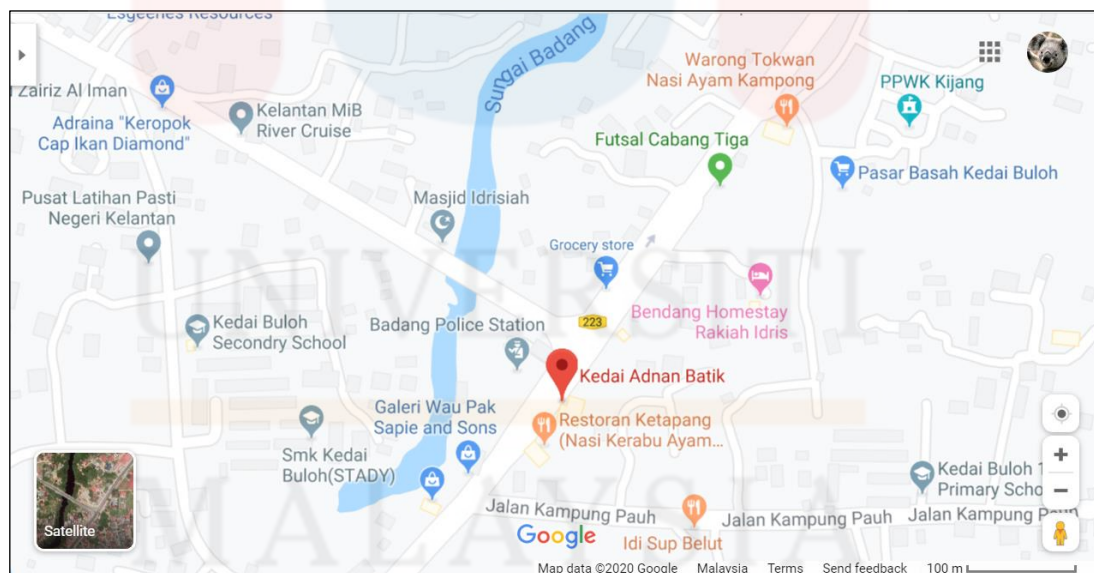 Esgeenes Resources
Zairiz Al Iman
Adraina "Keropok
Cap Ikan Diamond"
Kelantan MiB
River Cruise
Sungai Badang
Warong Tokwan
Nasi Ayam Kampong
PPWK Kijang
Futsal Cabang Tiga
Pasar Basah Kedai Buloh
Pusat Latihan Pasti
Negeri Kelantan
Masjid Idrisiah
Grocery store
UNIVERSITI
Bendang Homestay
Rakiah Idris
Kedai Buloh
Secondry School
Badang Police Station
223
Kedai Adnan Batik
Galeri Wau Pak
Sapie and Sons
Restoran Ketapang
(Nasi Kerabu Ayam...
Smk Kedai
Buloh(STADY)
Kedai Buloh 1
Primary Scho
Satellite
MALAYSIA
Jalan Kampung Pauh
Jalan Kampung Pauh
Jalan Kampung Pauh
Google
Idi Sup Belut
Map data ©2020 Google Malaysia Terms Send feedback 100 m